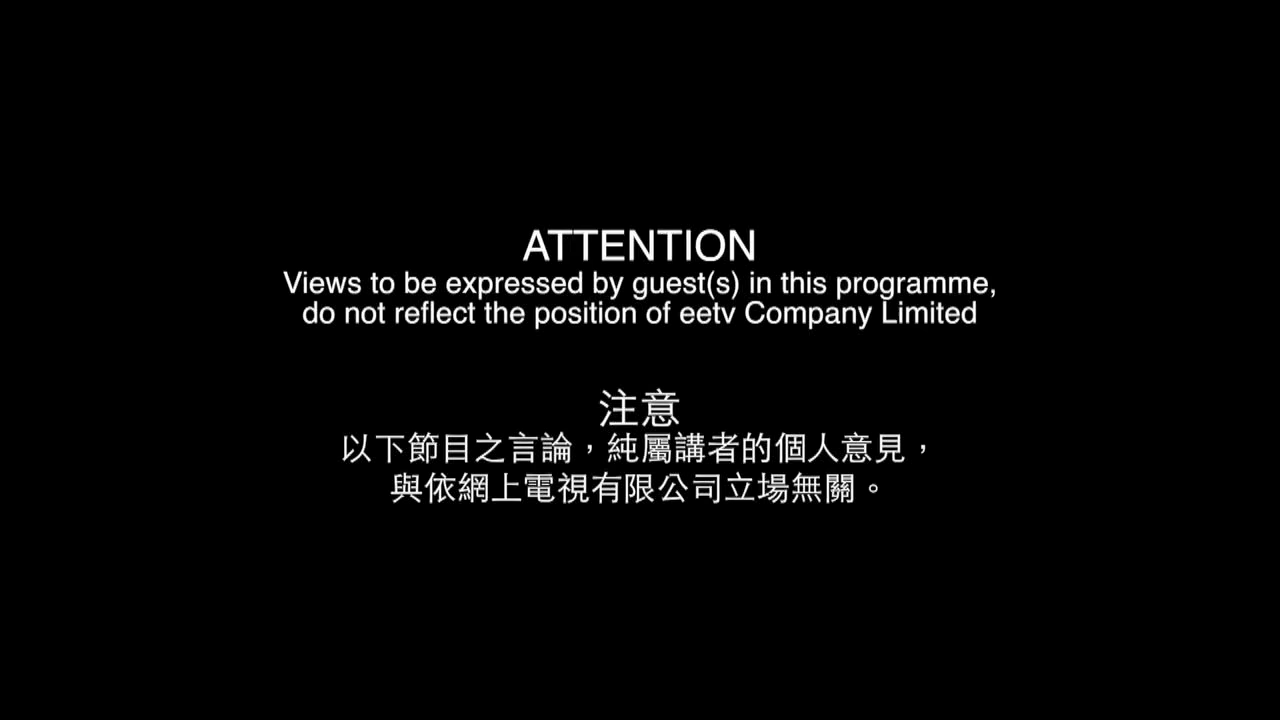 ATTENTION
Views to be expressed by guest(s) in this programme,
do not reflect the position of eetv Company Limited
注意
以下節目之言論，純屬講者的個人意見，
與依網上電視有限公司立場無關。